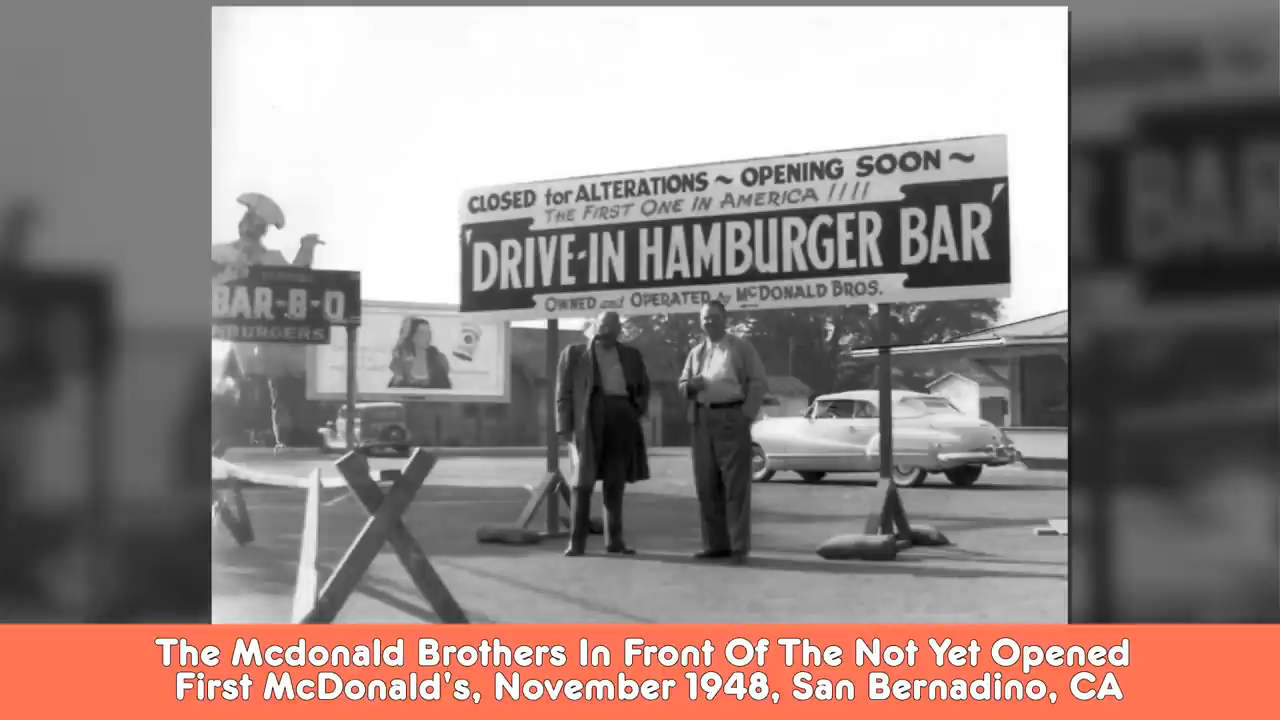 CLOSED for ALTERATIONS ~ OPENING SOON ~
THE FIRST ONE IN AMERICA !!!!
'DRIVE-IN HAMBURGER BAR'
OWNED and OPERATED by McDONALD BROS.
BAR-B-Q
BURGERS
The Mcdonald Brothers In Front Of The Not Yet Opened
First McDonald's, November 1948, San Bernadino, CA